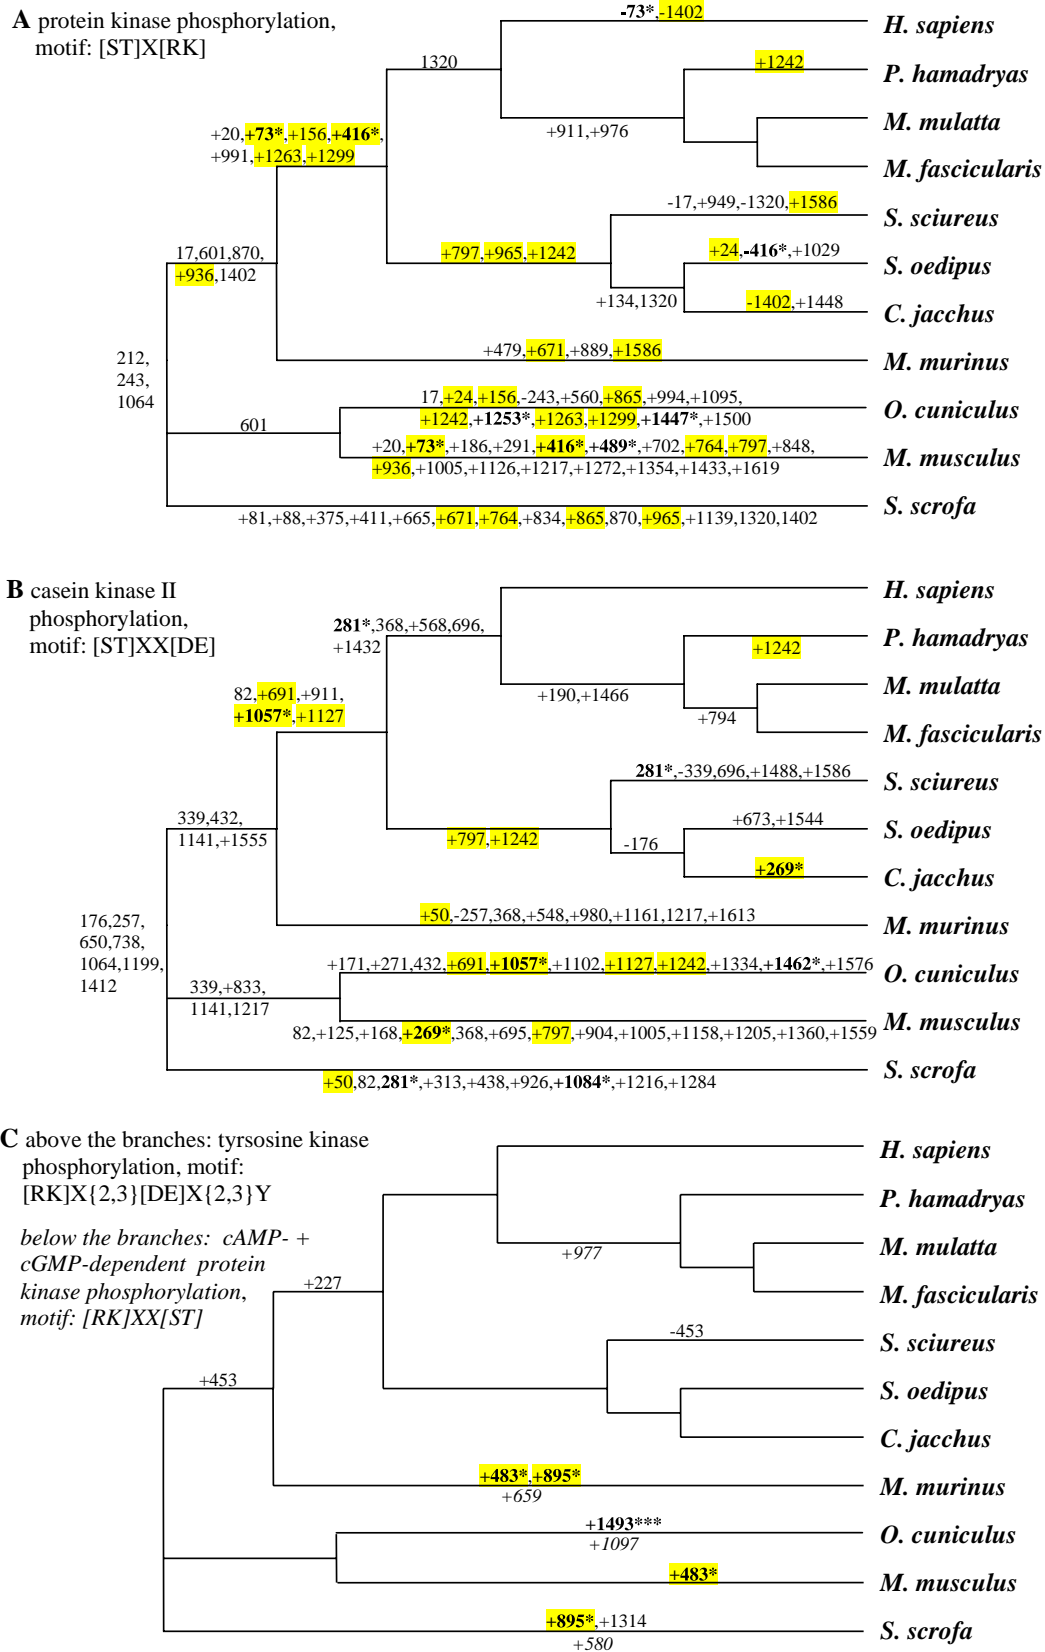 A protein kinase phosphorylation,
motif: [ST]X[RK]
-73*,-1402
H. sapiens
1320
+1242
P. hamadryas
+911,+976
M. mulatta
+20,+73*,+156,+416*,
+991,+1263,+1299
M. fascicularis
-17,+949,-1320,+1586
S. sciureus
17,601,870,
+936,1402
+797,+965,+1242
+24,-416*,+1029
S. oedipus
+134,1320
-1402,+1448
C. jacchus
212,
243,
1064
+479,+671,+889,+1586
M. murinus
601
17,+24,+156,-243,+560,+865,+994,+1095,
+1242,+1253*,+1263,+1299,+1447*,+1500
O. cuniculus
+20,+73*,+186,+291,+416*,+489*,+702,+764,+797,+848,
+936,+1005,+1126,+1217,+1272,+1354,+1433,+1619
M. musculus
+81,+88,+375,+411,+665,+671,+764,+834,+865,870,+965,+1139,1320,1402
S. scrofa
B casein kinase II
phosphorylation,
motif: [ST]XX[DE]
H. sapiens
281*,368,+568,696,
+1432
+1242
P. hamadryas
+190,+1466
M. mulatta
82,+691,+911,
+1057*,+1127
+794
M. fascicularis
281*,-339,696,+1488,+1586
S. sciureus
339,432,
1141,+1555
+797,+1242
+673,+1544
S. oedipus
-176
+269*
C. jacchus
176,257,
650,738,
1064,1199,
1412
+50,-257,368,+548,+980,+1161,1217,+1613
M. murinus
339,+833,
1141,1217
+171,+271,432,+691,+1057*,+1102,+1127,+1242,+1334,+1462*,+1576
O. cuniculus
82,+125,+168,+269*,368,+695,+797,+904,+1005,+1158,+1205,+1360,+1559
M. musculus
+50,82,281*,+313,+438,+926,+1084*,+1216,+1284
S. scrofa
C above the branches: tyrsosine kinase
phosphorylation, motif:
[RK]X{2,3}[DE]X{2,3}Y
below the branches: cAMP- +
cGMP-dependent protein
kinase phosphorylation,
motif: [RK]XX[ST]
H. sapiens
P. hamadryas
+977
M. mulatta
+227
M. fascicularis
-453
S. sciureus
+453
S. oedipus
C. jacchus
+483*,+895*
+659
M. murinus
+1493***
+1097
O. cuniculus
+483*
M. musculus
+895*,+1314
+580
S. scrofa